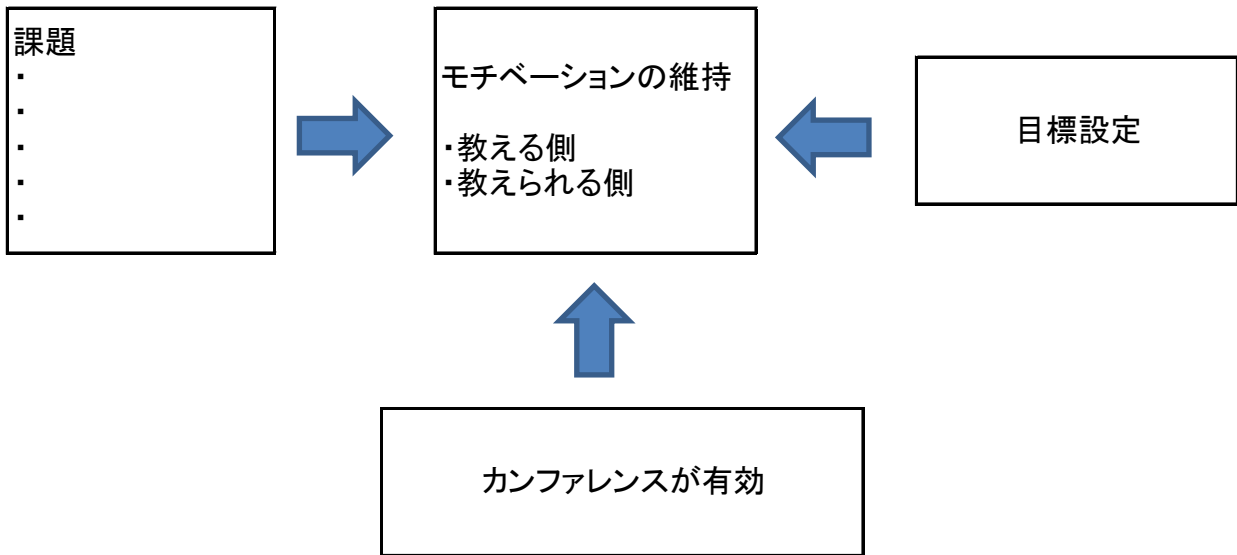 課題
・
・
・
・
・
モチベーションの維持
・教える側
・教えられる側
目標設定
カンファレンスが有効